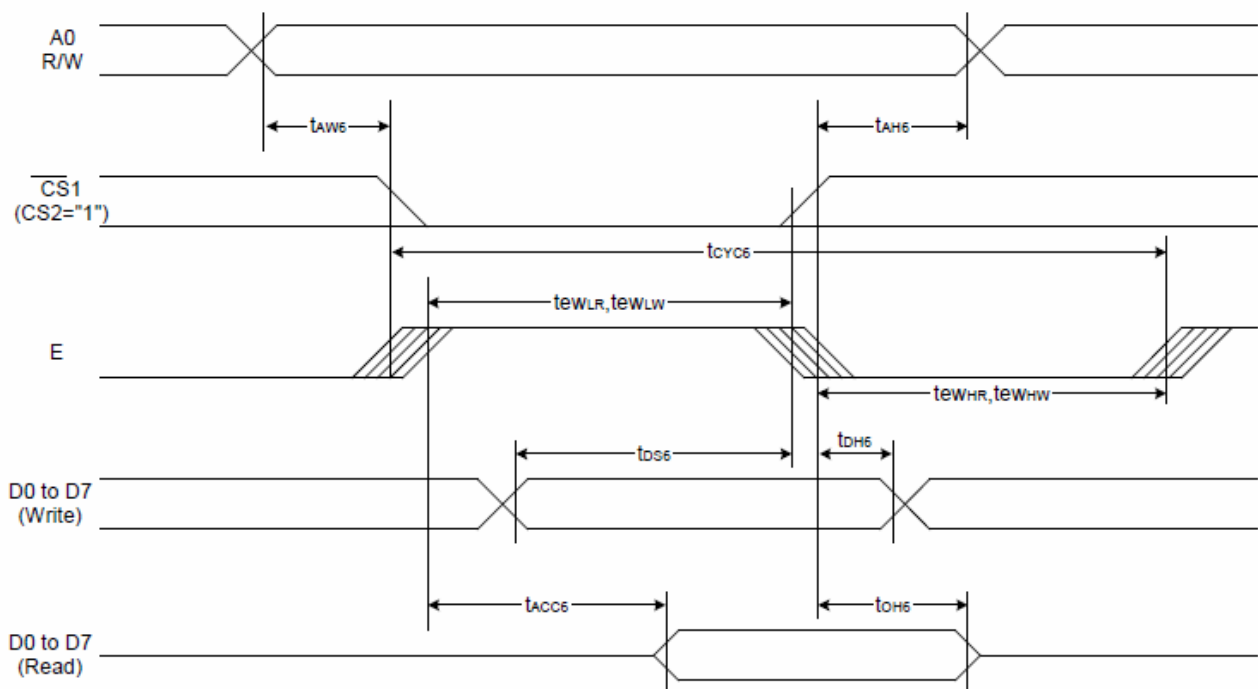 A0
R/W
tAW6
tAH6
CS1
(CS2="1")
tCYC6
tewLR,tewLW
E
tewHR,tewHW
tDS6
tDH6
D0 to D7
(Write)
tACC6
tOH6
D0 to D7
(Read)